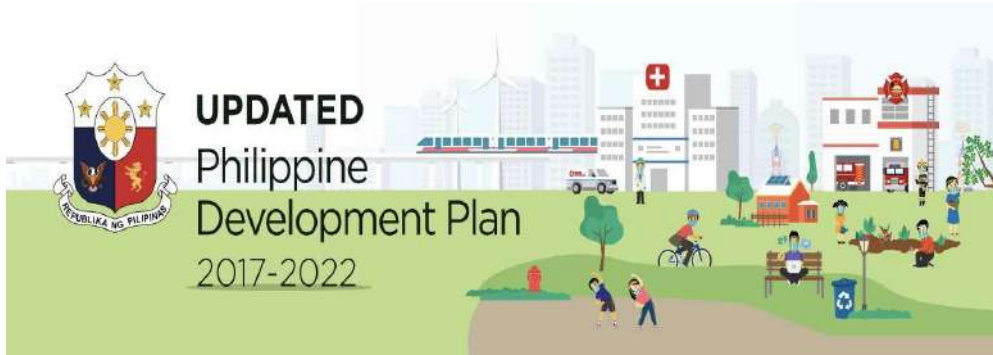 UPDATED
Philippine
Development Plan
2017-2022
REPUBLIKA NG PILIPINAS